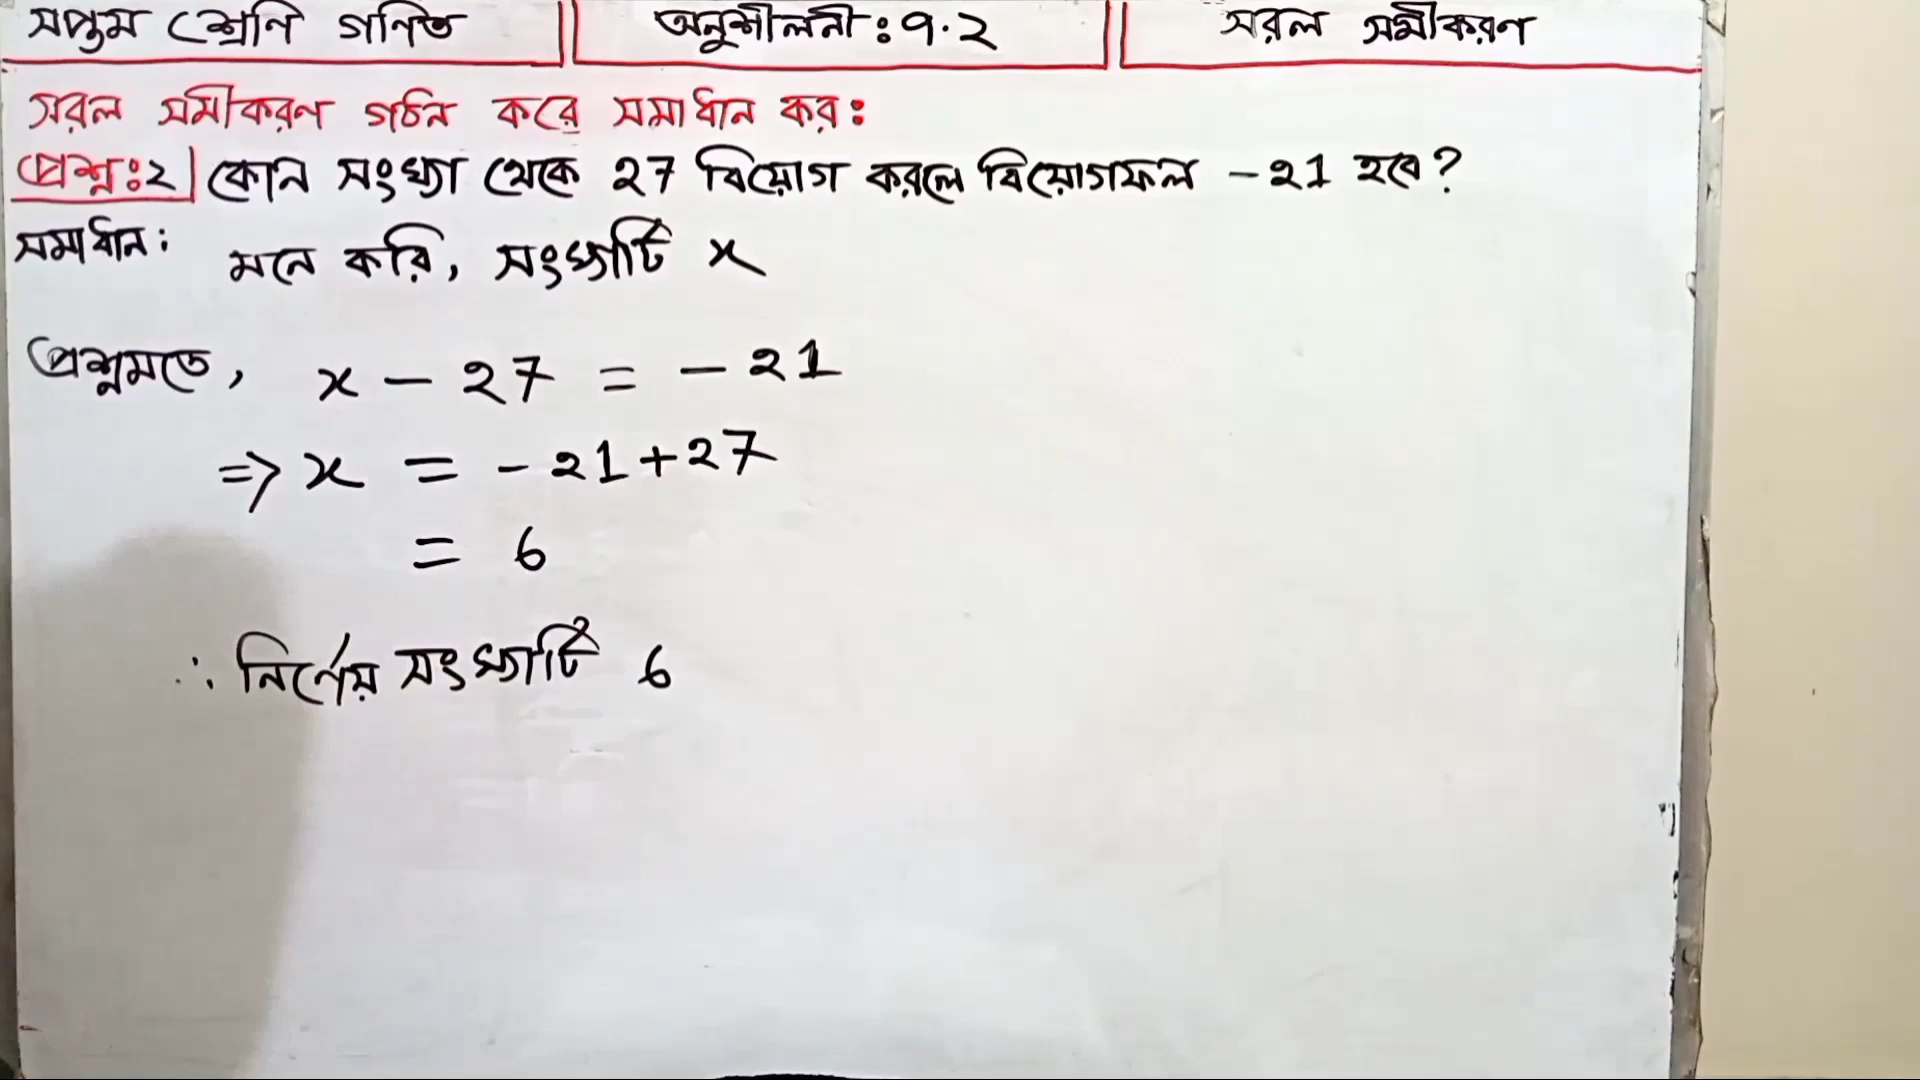 সপ্তম শ্রেনি গনিত অনুশীলনী: ৭.২ সরল সমীকরণ
সরল সমীকরণ গঠন করে সমাধান কর:
প্রশ্ন:২ কোন সংখ্যা থেকে 27 বিয়োগ করলে বিয়োগফল -21 হবে?
সমাধান: মনে করি, সংখ্যাটি x
প্রশ্নমতে, x - 27 = - 21
=> x = - 21 + 27
= 6
∴ নির্ণেয় সংখ্যাটি 6